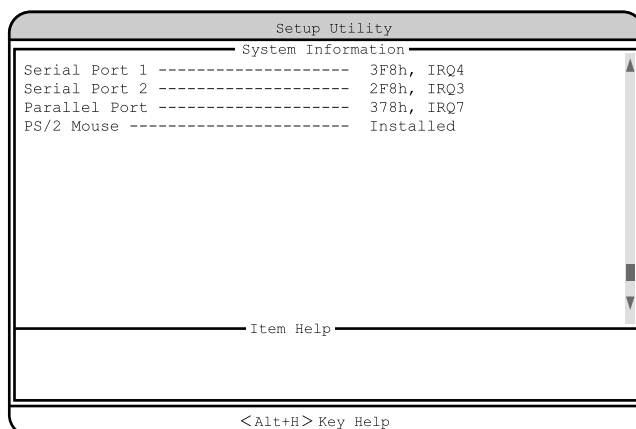 Setup Utility
System Information
Serial Port 1 -------------------- 3F8h, IRQ4
Serial Port 2 -------------------- 2F8h, IRQ3
Parallel Port -------------------- 378h, IRQ7
PS/2 Mouse ----------------------- Installed
Item Help
<Alt+H> Key Help